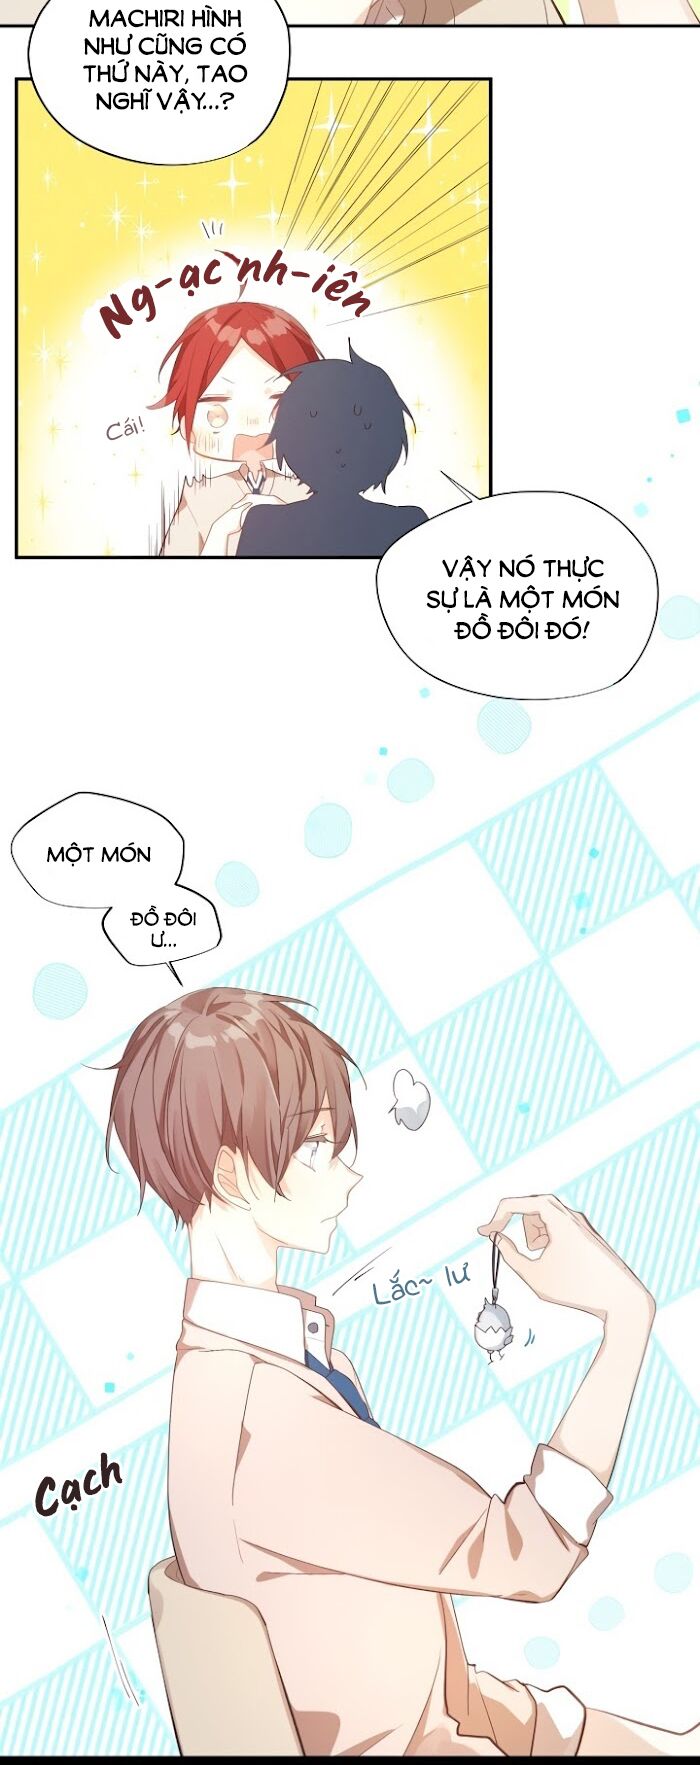 MACHIRI HÌNH
NHƯ CŨNG CÓ
THỨ NÀY, TAO
NGHĨ VẬY...?
Ng-ạc nh-iên
Cái!
VẬY NÓ THỰC
SỰ LÀ MỘT MÓN
ĐỒ ĐÔI ĐÓ!
MỘT MÓN
ĐỒ ĐÔI
Ư...
Lắc~ lư
Cạch